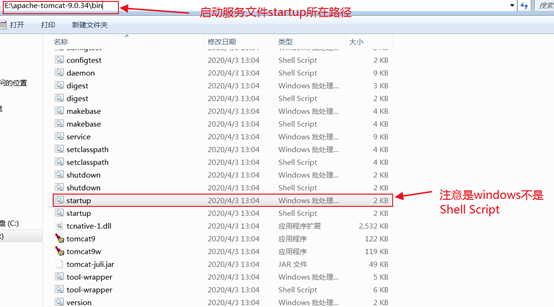 E:\apache-tomcat-9.0.34\bin
启动服务文件startup所在路径
打开 打印 新建文件夹
名称 修改日期 类型 大小
configtest 2020/4/3 13:04 Shell Script 2 KB
daemon 2020/4/3 13:04 Shell Script 9 KB
digest 2020/4/3 13:04 Windows 批处理... 3 KB
digest 2020/4/3 13:04 Shell Script 2 KB
makebase 2020/4/3 13:04 Windows 批处理... 4 KB
makebase 2020/4/3 13:04 Shell Script 4 KB
service 2020/4/3 13:04 Windows 批处理... 9 KB
setclasspath 2020/4/3 13:04 Windows 批处理... 4 KB
setclasspath 2020/4/3 13:04 Shell Script 4 KB
shutdown 2020/4/3 13:04 Windows 批处理... 2 KB
shutdown 2020/4/3 13:04 Shell Script 2 KB
startup 2020/4/3 13:04 Windows 批处理... 2 KB
startup 2020/4/3 13:04 Shell Script 2 KB
tcnative-1.dll 2020/4/3 13:04 应用程序扩展 2,532 KB
tomcat9 2020/4/3 13:04 应用程序 122 KB
tomcat9w 2020/4/3 13:04 应用程序 119 KB
tomcat-juli.jar 2020/4/3 13:04 JAR 文件 49 KB
tool-wrapper 2020/4/3 13:04 Windows 批处理... 5 KB
tool-wrapper 2020/4/3 13:04 Shell Script 6 KB
version 2020/4/3 13:04 Windows 批处理... 2 KB
问的位置
盘 (C:)
注意是windows不是
Shell Script